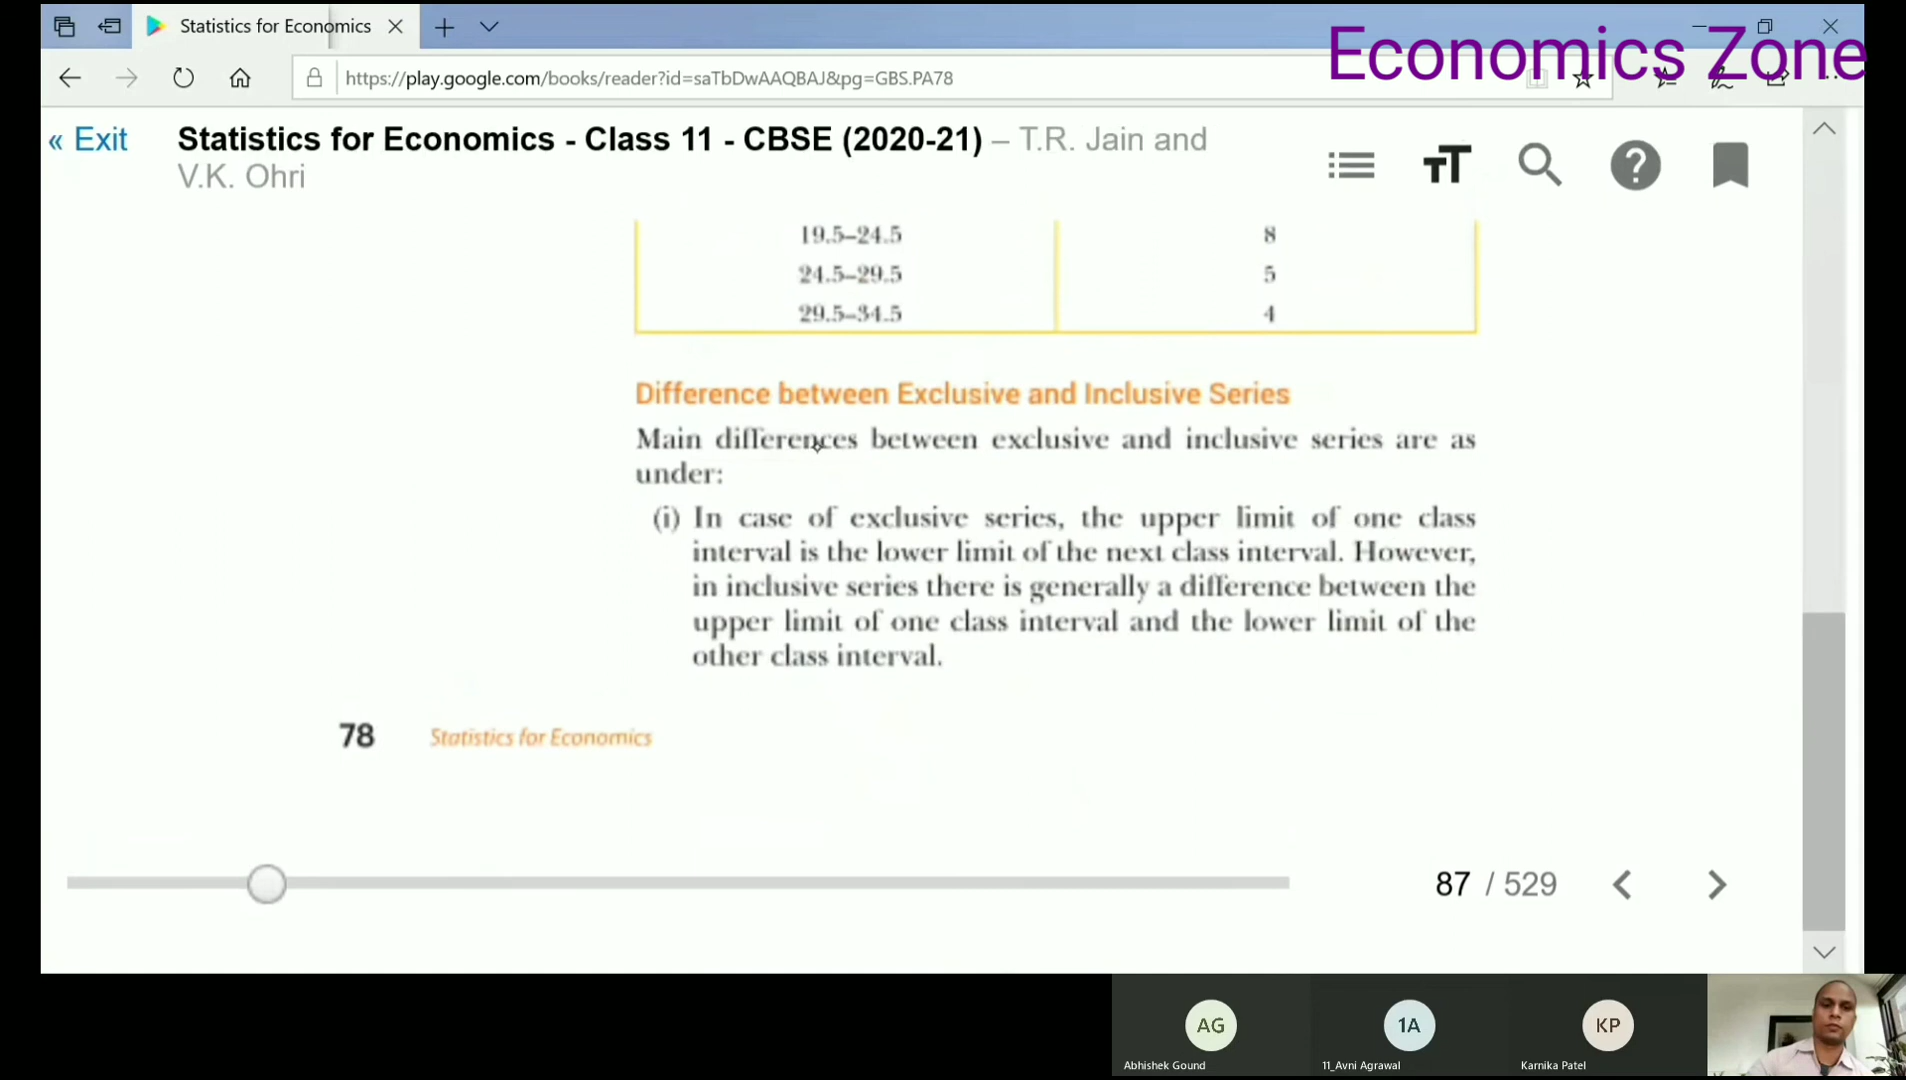 Statistics for Economics
Economics Zone
https://play.google.com/books/reader?id=saTbDwAAQBAJ&pg=GBS.PA78
« Exit
Statistics for Economics - Class 11 - CBSE (2020-21) – T.R. Jain and
V.K. Ohri
19.5–24.5 8
24.5–29.5 5
29.5–34.5 4
Difference between Exclusive and Inclusive Series
Main differences between exclusive and inclusive series are as
under:
(i) In case of exclusive series, the upper limit of one class
interval is the lower limit of the next class interval. However,
in inclusive series there is generally a difference between the
upper limit of one class interval and the lower limit of the
other class interval.
78 Statistics for Economics
87 / 529
AG
1A
KP
Abhishek Gound
11_Avni Agrawal
Karnika Patel